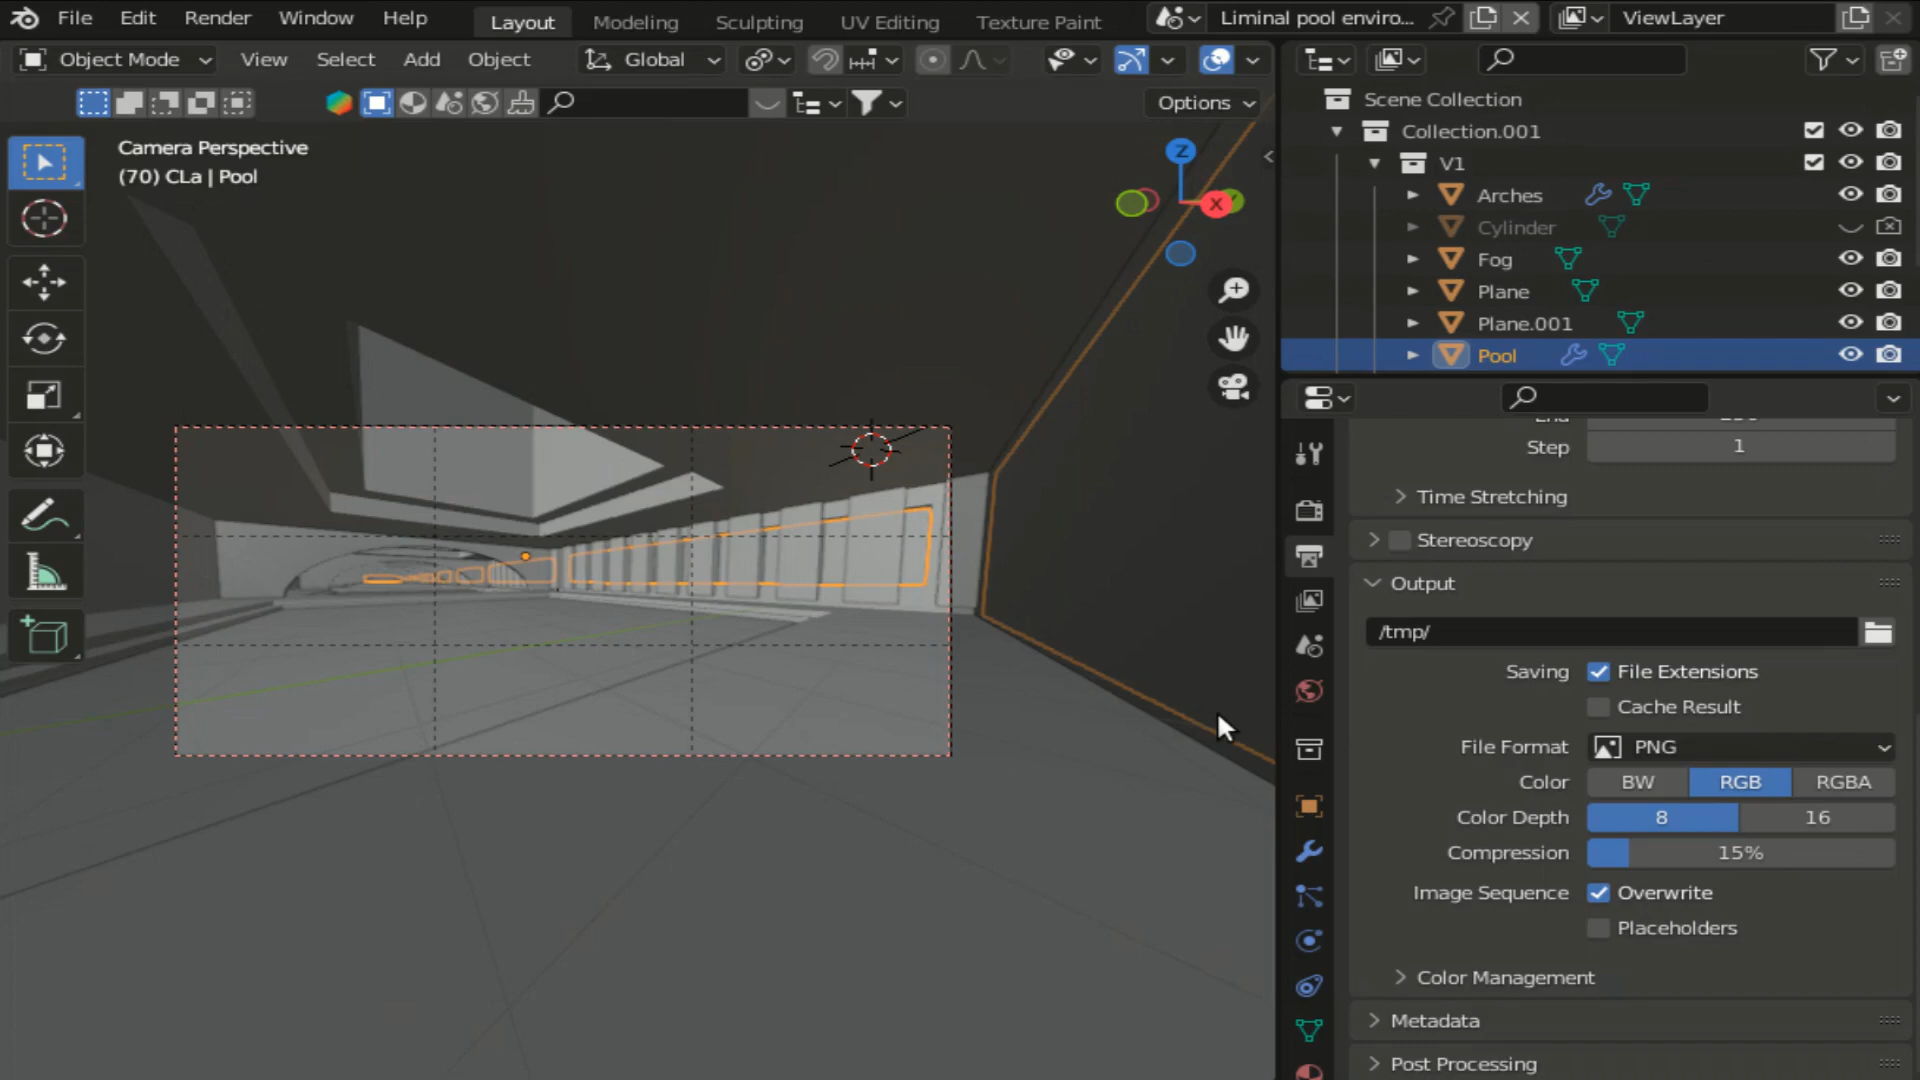 File Edit Render Window Help Layout Modeling Sculpting UV Editing Texture Paint Liminal pool enviro... ViewLayer
Object Mode View Select Add Object Global
Options
Camera Perspective
(70) CLa | Pool
Z
X
Scene Collection
Collection.001
V1
Arches
Cylinder
Fog
Plane
Plane.001
Pool
Step 1
Time Stretching
Stereoscopy
Output
/tmp/
Saving File Extensions
Cache Result
File Format PNG
Color BW RGB RGBA
Color Depth 8 16
Compression 15%
Image Sequence Overwrite
Placeholders
Color Management
Metadata
Post Processing